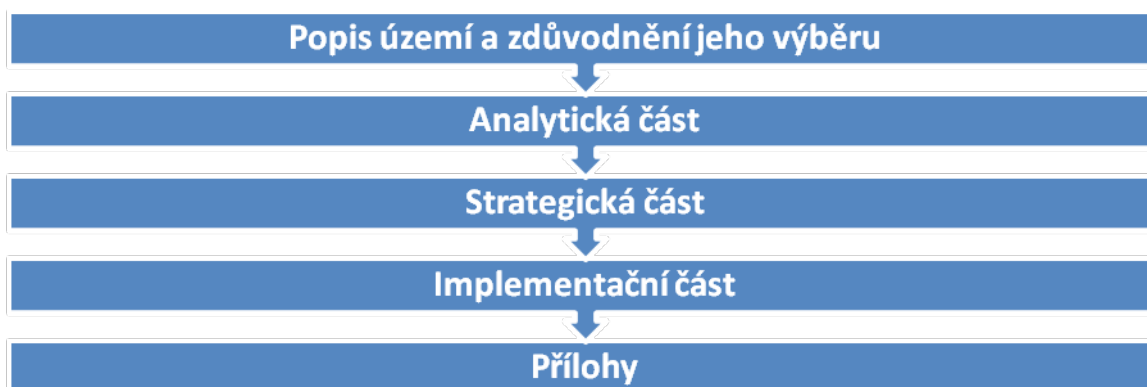 Popis území a zdůvodnění jeho výběru
Analytická část
Strategická část
Implementační část
Přílohy